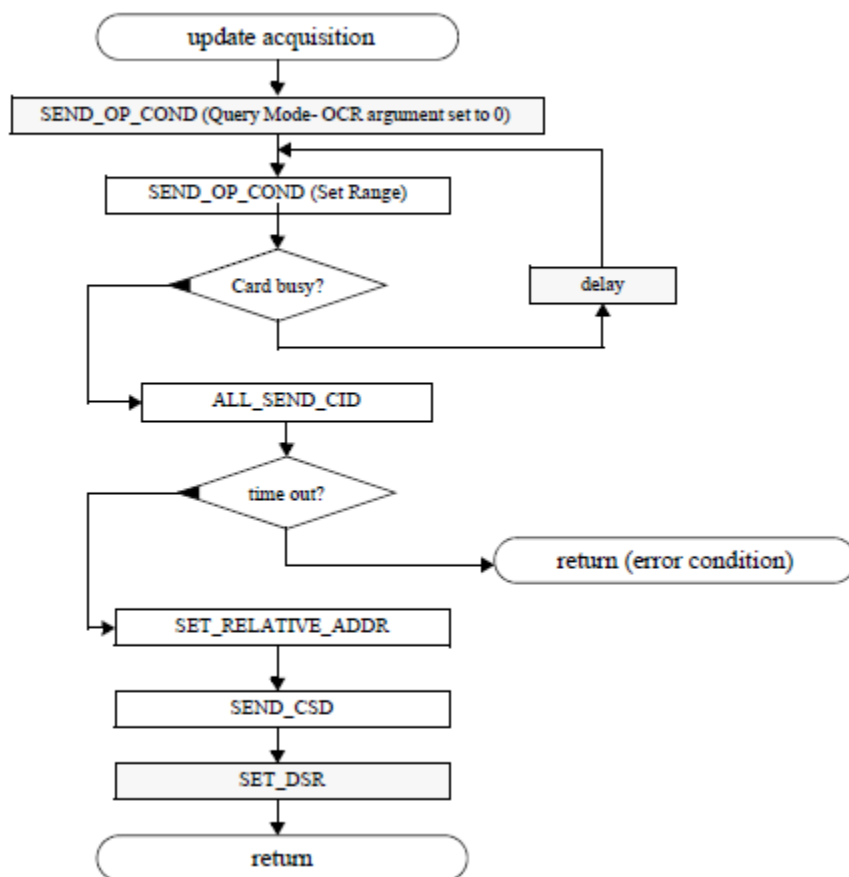 update acquisition
SEND_OP_COND (Query Mode- OCR argument set to 0)
SEND_OP_COND (Set Range)
Card busy?
delay
ALL_SEND_CID
time out?
return (error condition)
SET_RELATIVE_ADDR
SEND_CSD
SET_DSR
return